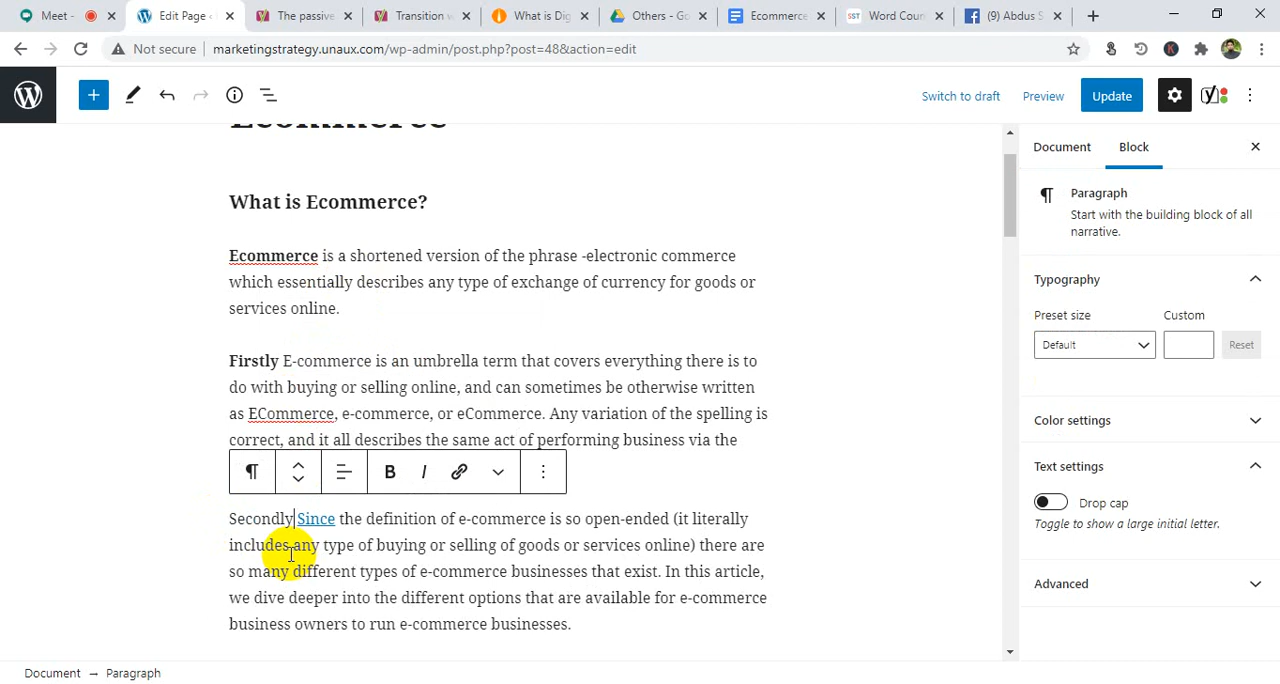 Meet -
Edit Page ‹
The passive
Transition w
What is Dig
Others - Go
Ecommerce
Word Coun
(9) Abdus S
Not secure
marketingstrategy.unaux.com/wp-admin/post.php?post=48&action=edit
Switch to draft
Preview
Update
Ecommerce
Document
Block
What is Ecommerce?
Paragraph
Start with the building block of all
narrative.
Ecommerce is a shortened version of the phrase -electronic commerce
which essentially describes any type of exchange of currency for goods or
services online.
Typography
Preset size
Custom
Default
Reset
Firstly E-commerce is an umbrella term that covers everything there is to
do with buying or selling online, and can sometimes be otherwise written
as ECommerce, e-commerce, or eCommerce. Any variation of the spelling is
correct, and it all describes the same act of performing business via the
Color settings
Text settings
B I
Drop cap
Toggle to show a large initial letter.
Secondly Since the definition of e-commerce is so open-ended (it literally
includes any type of buying or selling of goods or services online) there are
so many different types of e-commerce businesses that exist. In this article,
we dive deeper into the different options that are available for e-commerce
business owners to run e-commerce businesses.
Advanced
Document → Paragraph